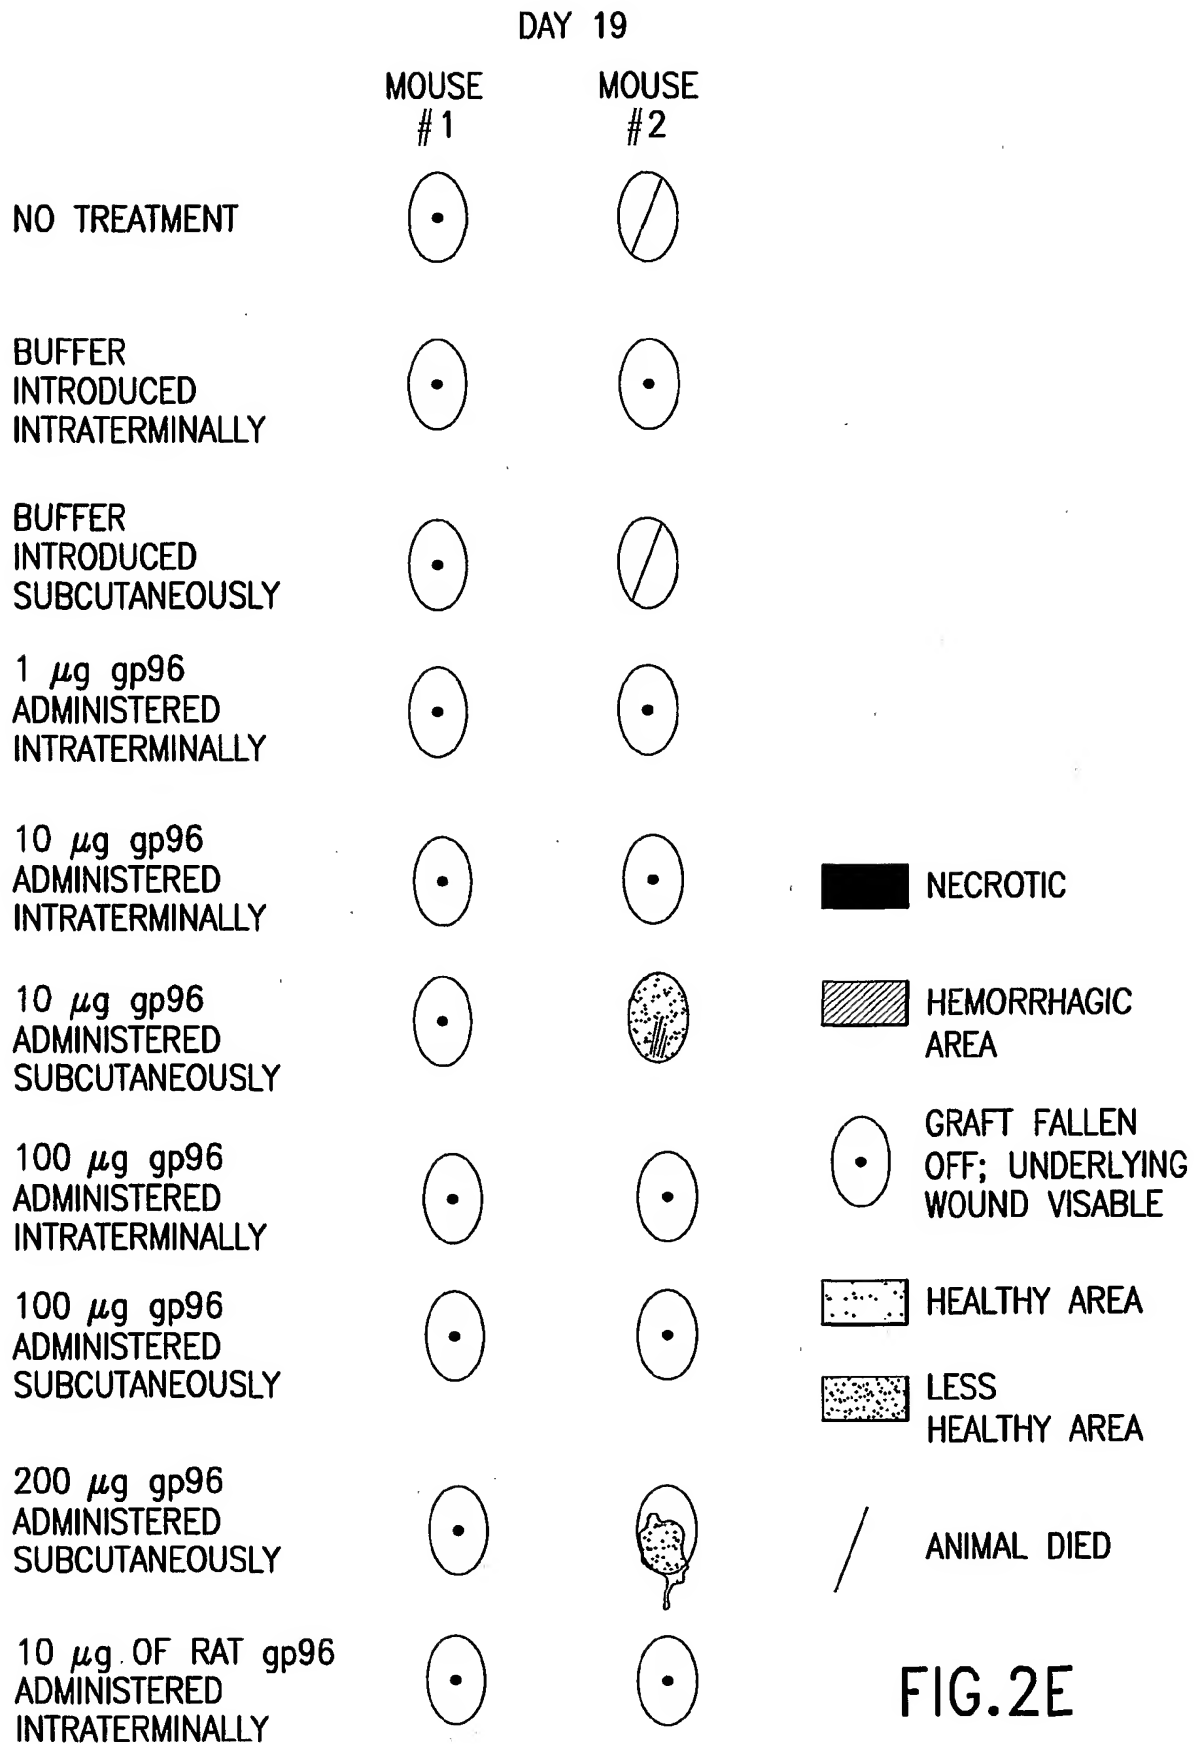 DAY 19
MOUSE #1
MOUSE #2
NO TREATMENT
BUFFER
INTRODUCED
INTRATERMINALLY
BUFFER
INTRODUCED
SUBCUTANEOUSLY
1 μg gp96
ADMINISTERED
INTRATERMINALLY
10 μg gp96
ADMINISTERED
INTRATERMINALLY
10 μg gp96
ADMINISTERED
SUBCUTANEOUSLY
100 μg gp96
ADMINISTERED
INTRATERMINALLY
100 μg gp96
ADMINISTERED
SUBCUTANEOUSLY
200 μg gp96
ADMINISTERED
SUBCUTANEOUSLY
10 μg OF RAT gp96
ADMINISTERED
INTRATERMINALLY
NECROTIC
HEMORRHAGIC
AREA
GRAFT FALLEN
OFF; UNDERLYING
WOUND VISABLE
HEALTHY AREA
LESS
HEALTHY AREA
ANIMAL DIED
FIG.2E